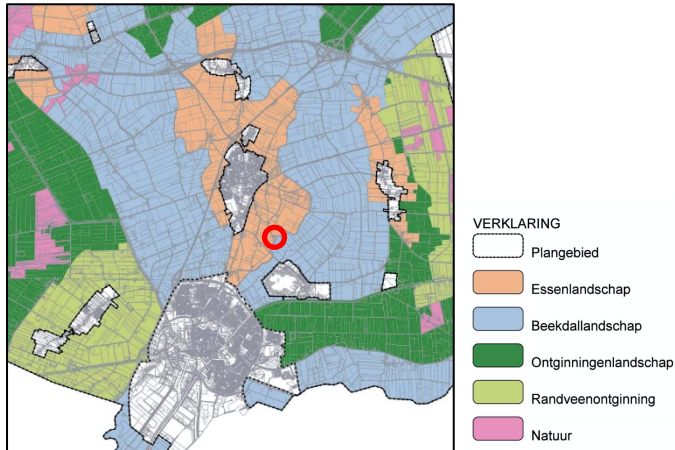 VERKLARING
Plangebied
Essenlandschap
Beekdallandschap
Ontginningenlandschap
Randveenontginning
Natuur